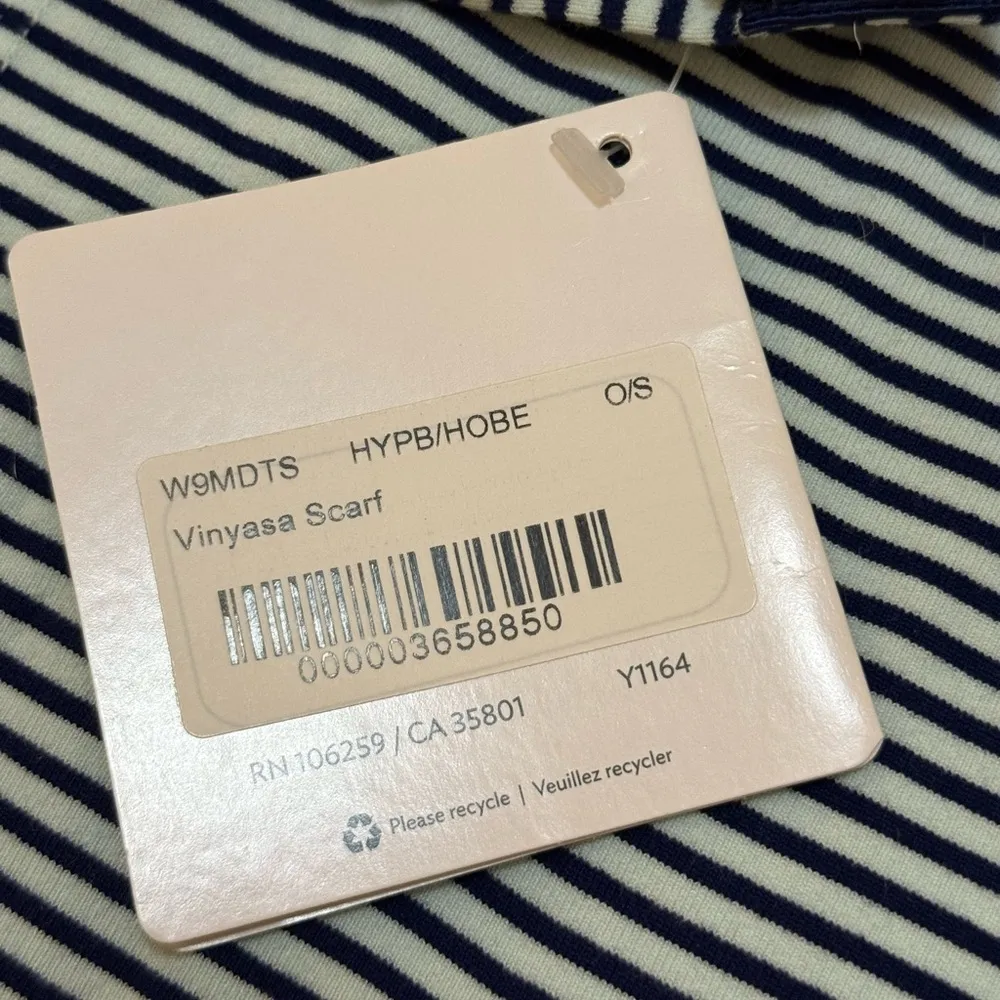 W9MDTS HYPB/HOBE O/S
Vinyasa Scarf
000003658850
Y1164
RN 106259 / CA 35801
Please recycle | Veuillez recycler